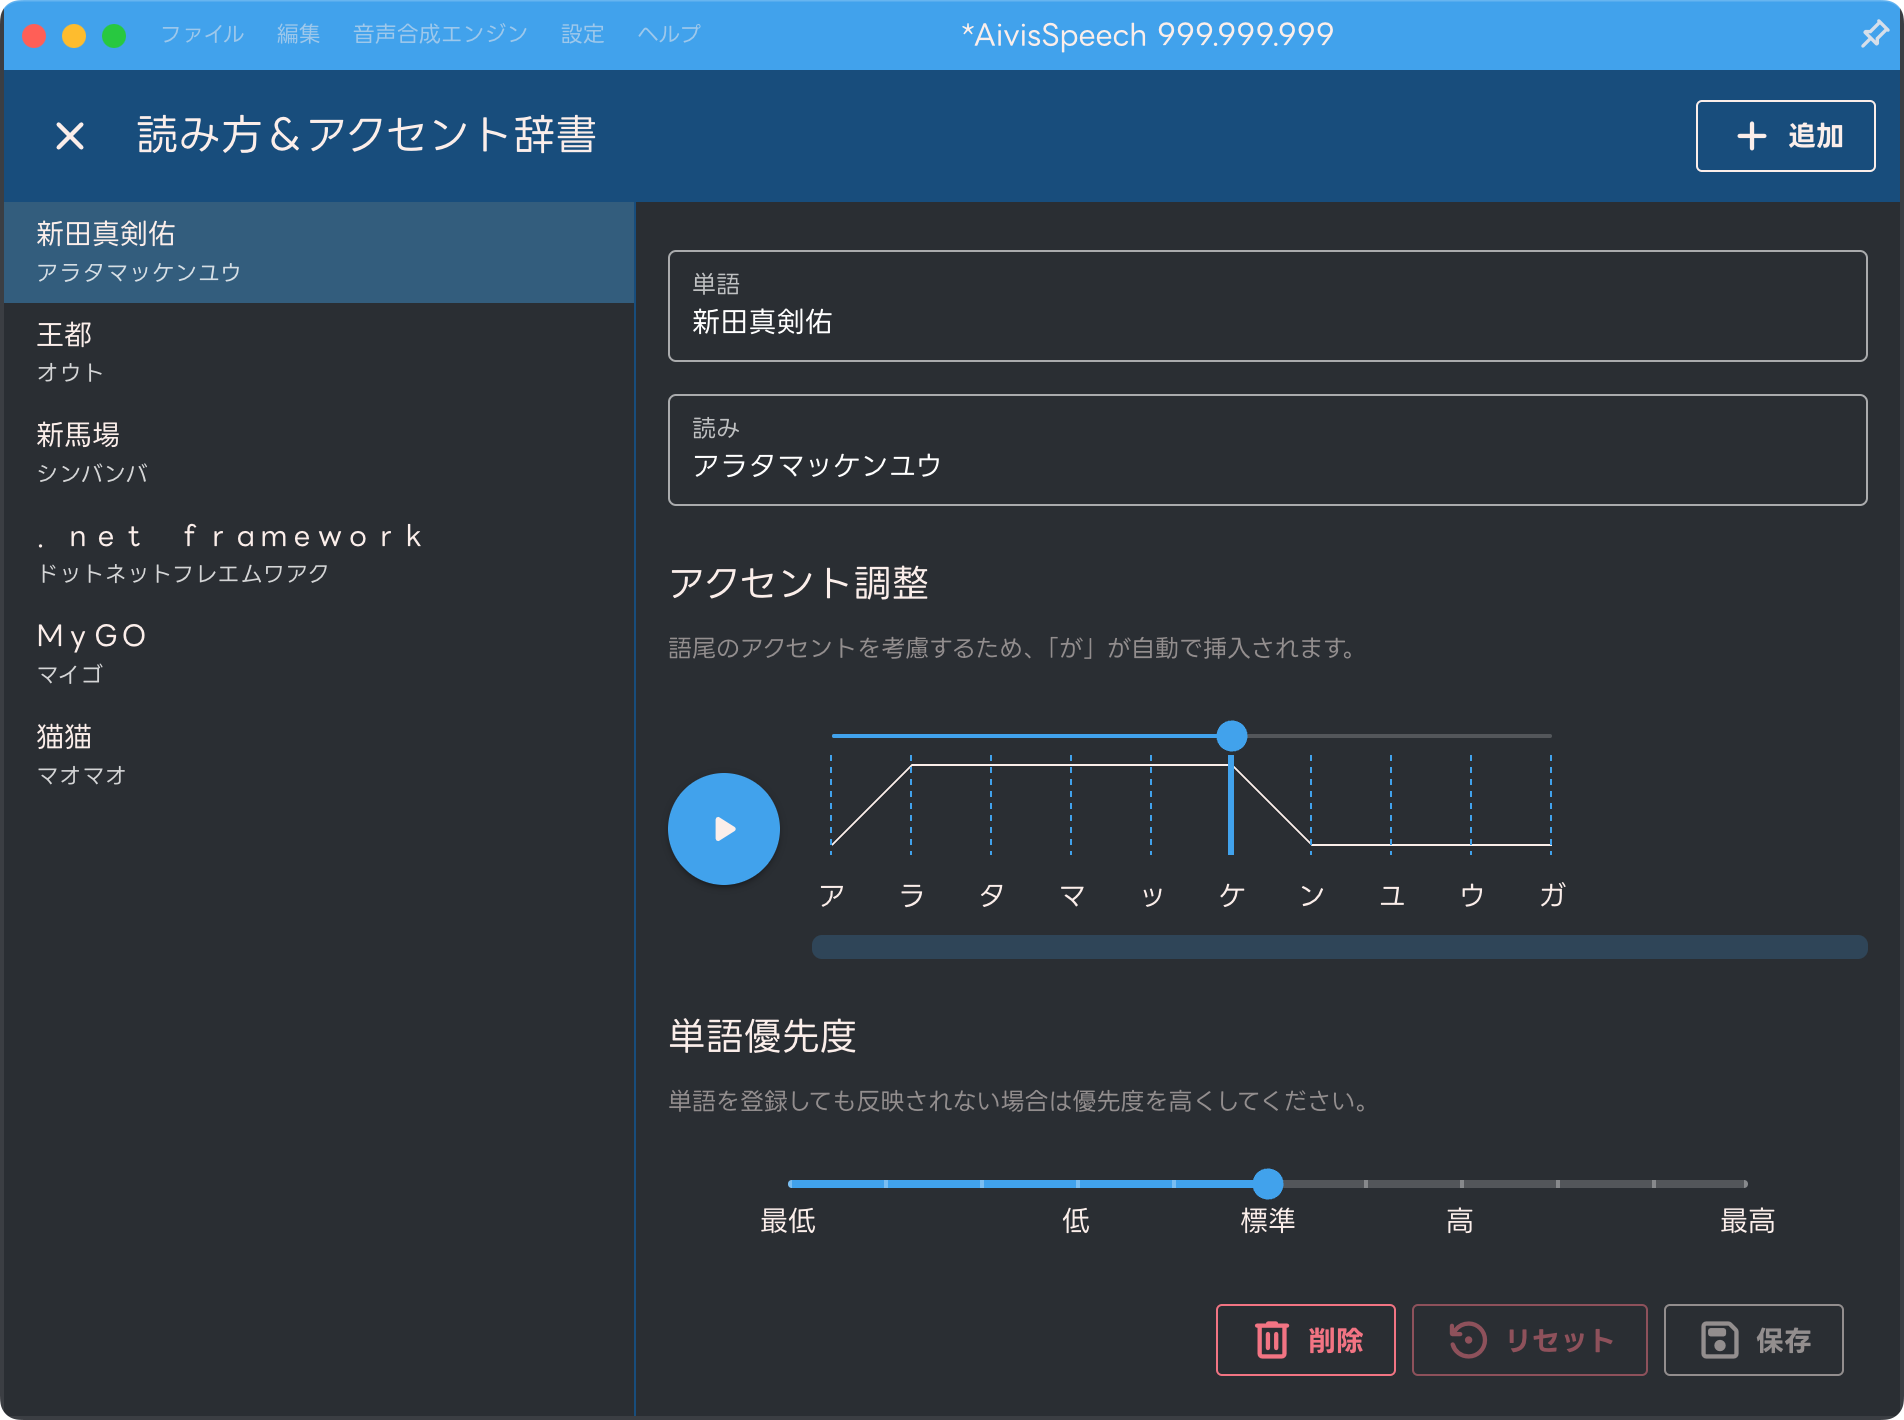 ファイル 編集 音声合成エンジン 設定 ヘルプ *AivisSpeech 999.999.999
読み方＆アクセント辞書
追加
新田真剣佑
アラタマッケンユウ
王都
オウト
新馬場
シンバンバ
．ｎｅｔ　ｆｒａｍｅｗｏｒｋ
ドットネットフレエムワアク
ＭｙＧＯ
マイゴ
猫猫
マオマオ
単語
新田真剣佑
読み
アラタマッケンユウ
アクセント調整
語尾のアクセントを考慮するため、「が」が自動で挿入されます。
ア ラ タ マ ッ ケ ン ユ ウ ガ
単語優先度
単語を登録しても反映されない場合は優先度を高くしてください。
最低 低 標準 高 最高
削除 リセット 保存